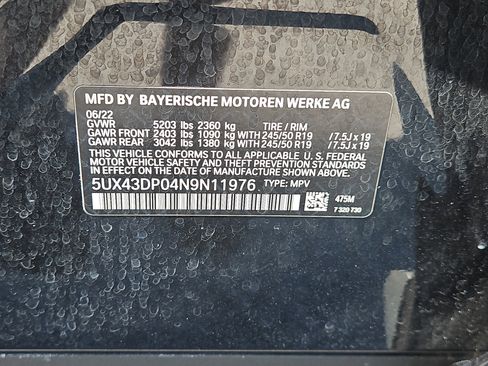 MFD BY BAYERISCHE MOTOREN WERKE AG
06/22
GVWR 5203 lbs 2360 kg TIRE / RIM
GAWR FRONT 2403 lbs 1090 kg WITH 245/50 R19 / 7.5J x 19
GAWR REAR 3042 lbs 1380 kg WITH 245/50 R19 / 7.5J x 19
THIS VEHICLE CONFORMS TO ALL APPLICABLE U. S. FEDERAL
MOTOR VEHICLE SAFETY AND THEFT PREVENTION STANDARDS IN
EFFECT ON THE DATE OF MANUFACTURE SHOWN ABOVE.
5UX43DP04N9N11976 TYPE: MPV
475M
7 320 730